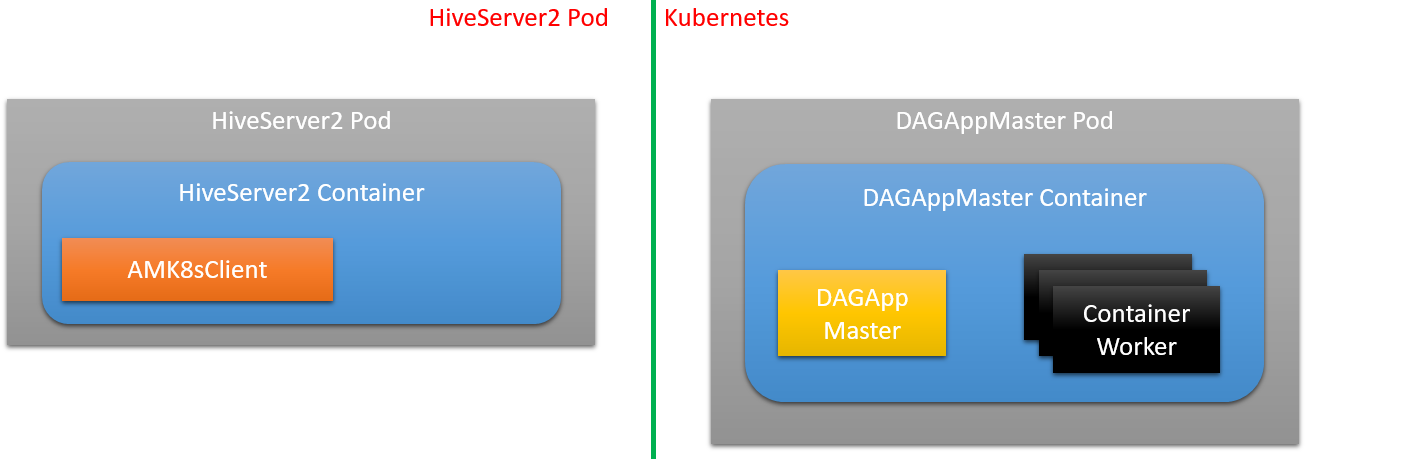 HiveServer2 Pod
Kubernetes
HiveServer2 Pod
HiveServer2 Container
AMK8sClient
DAGAppMaster Pod
DAGAppMaster Container
DAGApp
Master
Container
Worker